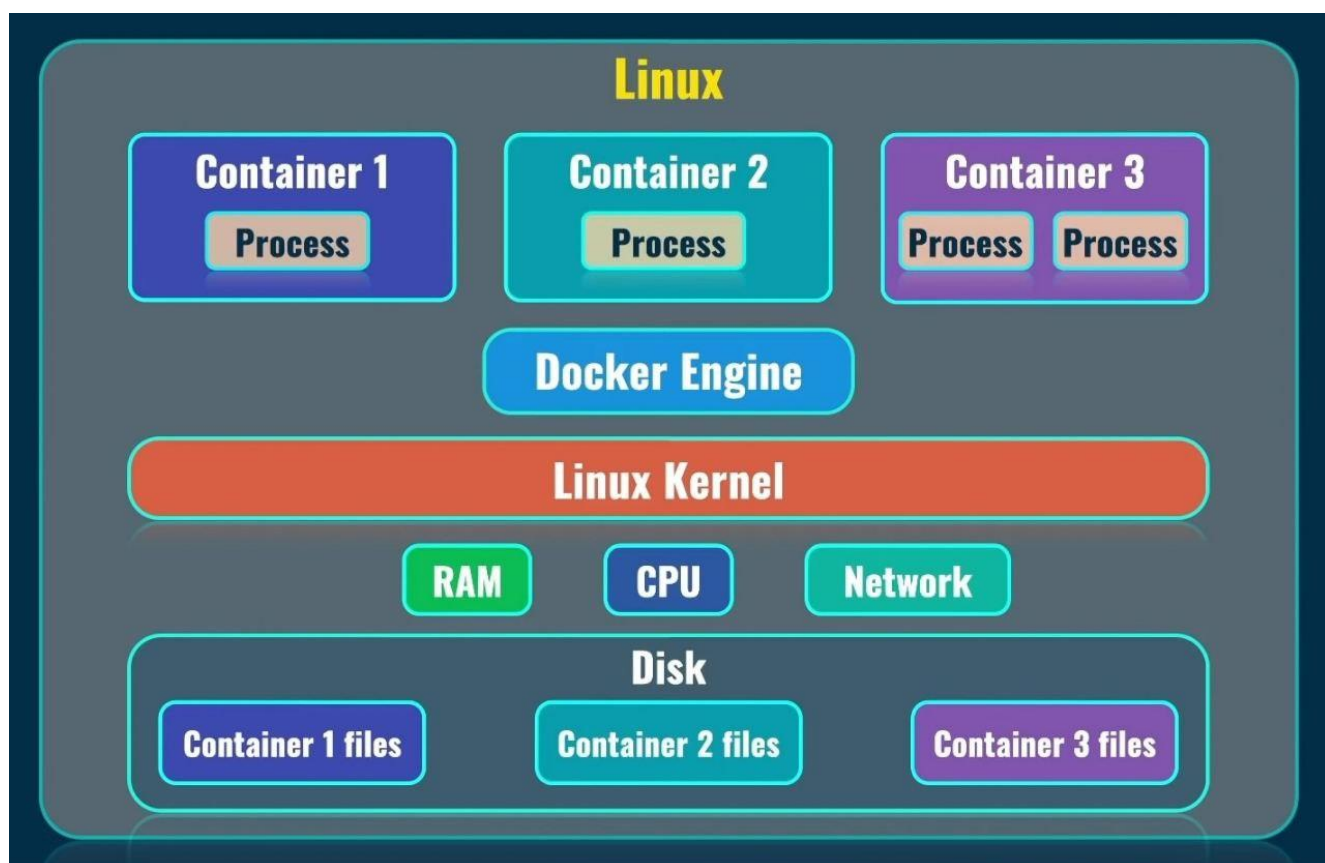 Linux
Container 1
Container 2
Container 3
Process
Process
Process
Process
Docker Engine
Linux Kernel
RAM
CPU
Network
Disk
Container 1 files
Container 2 files
Container 3 files